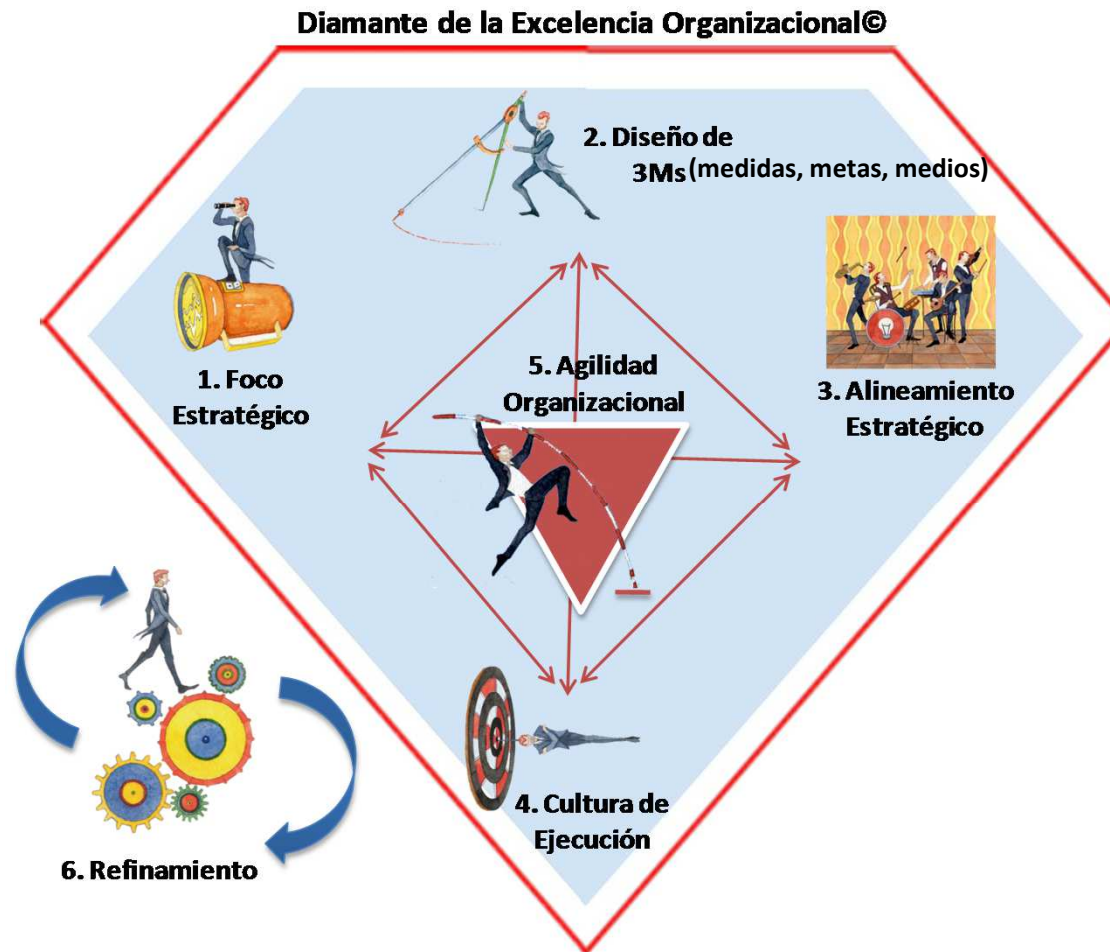 Diamante de la Excelencia Organizacional©
2. Diseño de
3Ms (medidas, metas, medios)
1. Foco
Estratégico
5. Agilidad
Organizacional
3. Alineamiento
Estratégico
4. Cultura de
Ejecución
6. Refinamiento